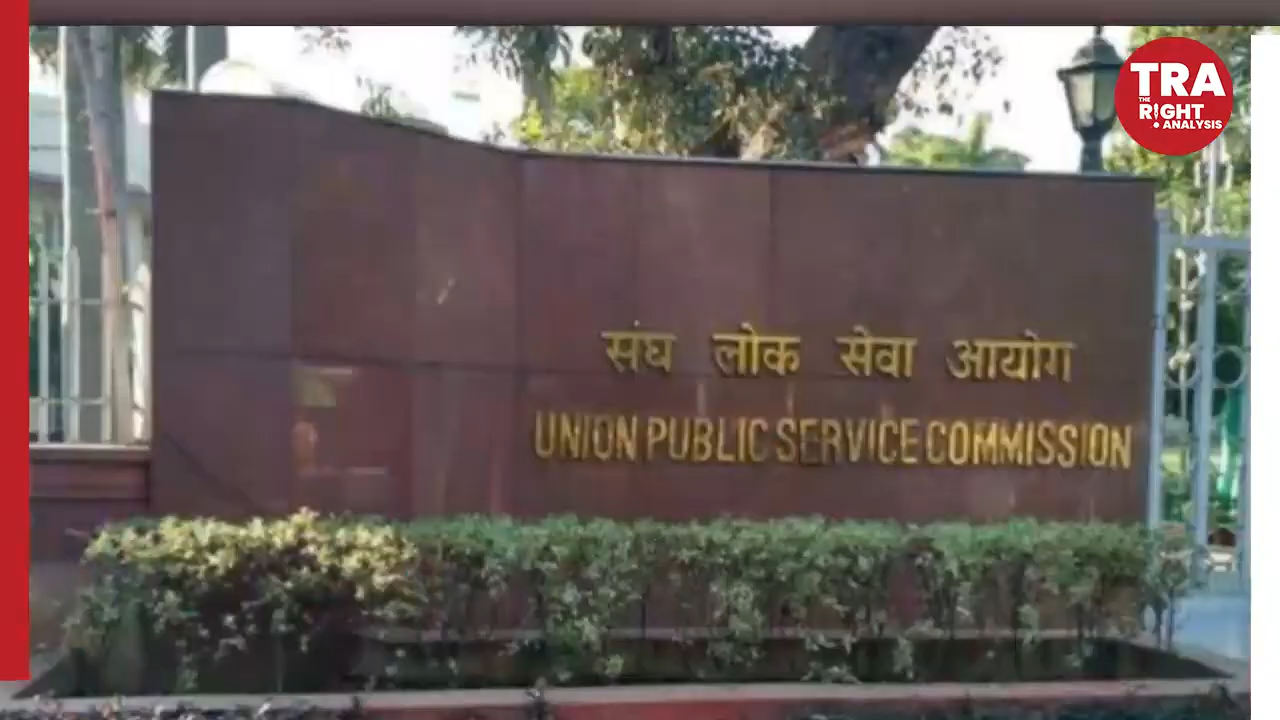 TRA
THE
RIGHT
ANALYSIS
संघ लोक सेवा आयोग
UNION PUBLIC SERVICE COMMISSION